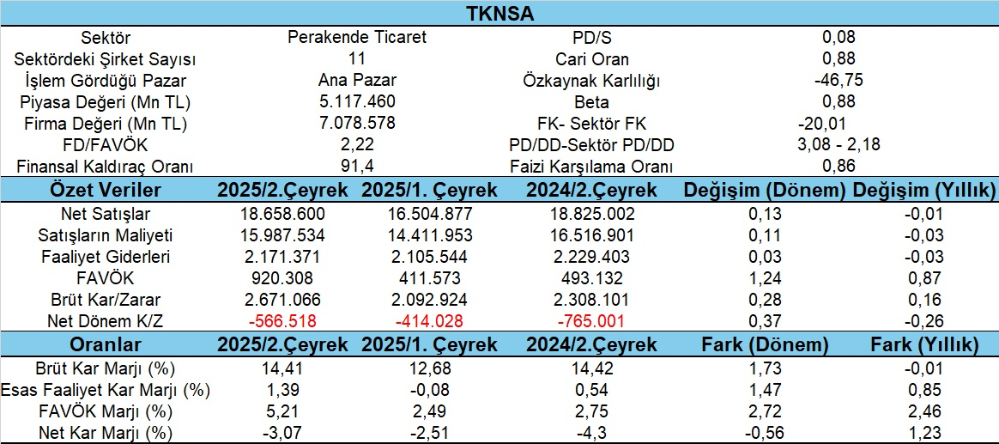 TKNSA
Sektör Perakende Ticaret PD/S 0,08
Sektördeki Şirket Sayısı 11 Cari Oran 0,88
İşlem Gördüğü Pazar Ana Pazar Özkaynak Karlılığı -46,75
Piyasa Değeri (Mn TL) 5.117.460 Beta 0,88
Firma Değeri (Mn TL) 7.078.578 FK- Sektör FK -20,01
FD/FAVÖK 2,22 PD/DD-Sektör PD/DD 3,08 - 2,18
Finansal Kaldıraç Oranı 91,4 Faizi Karşılama Oranı 0,86
Özet Veriler 2025/2.Çeyrek 2025/1. Çeyrek 2024/2.Çeyrek Değişim (Dönem) Değişim (Yıllık)
Net Satışlar 18.658.600 16.504.877 18.825.002 0,13 -0,01
Satışların Maliyeti 15.987.534 14.411.953 16.516.901 0,11 -0,03
Faaliyet Giderleri 2.171.371 2.105.544 2.229.403 0,03 -0,03
FAVÖK 920.308 411.573 493.132 1,24 0,87
Brüt Kar/Zarar 2.671.066 2.092.924 2.308.101 0,28 0,16
Net Dönem K/Z -566.518 -414.028 -765.001 0,37 -0,26
Oranlar 2025/2.Çeyrek 2025/1. Çeyrek 2024/2.Çeyrek Fark (Dönem) Fark (Yıllık)
Brüt Kar Marjı (%) 14,41 12,68 14,42 1,73 -0,01
Esas Faaliyet Kar Marjı (%) 1,39 -0,08 0,54 1,47 0,85
FAVÖK Marjı (%) 5,21 2,49 2,75 2,72 2,46
Net Kar Marjı (%) -3,07 -2,51 -4,3 -0,56 1,23